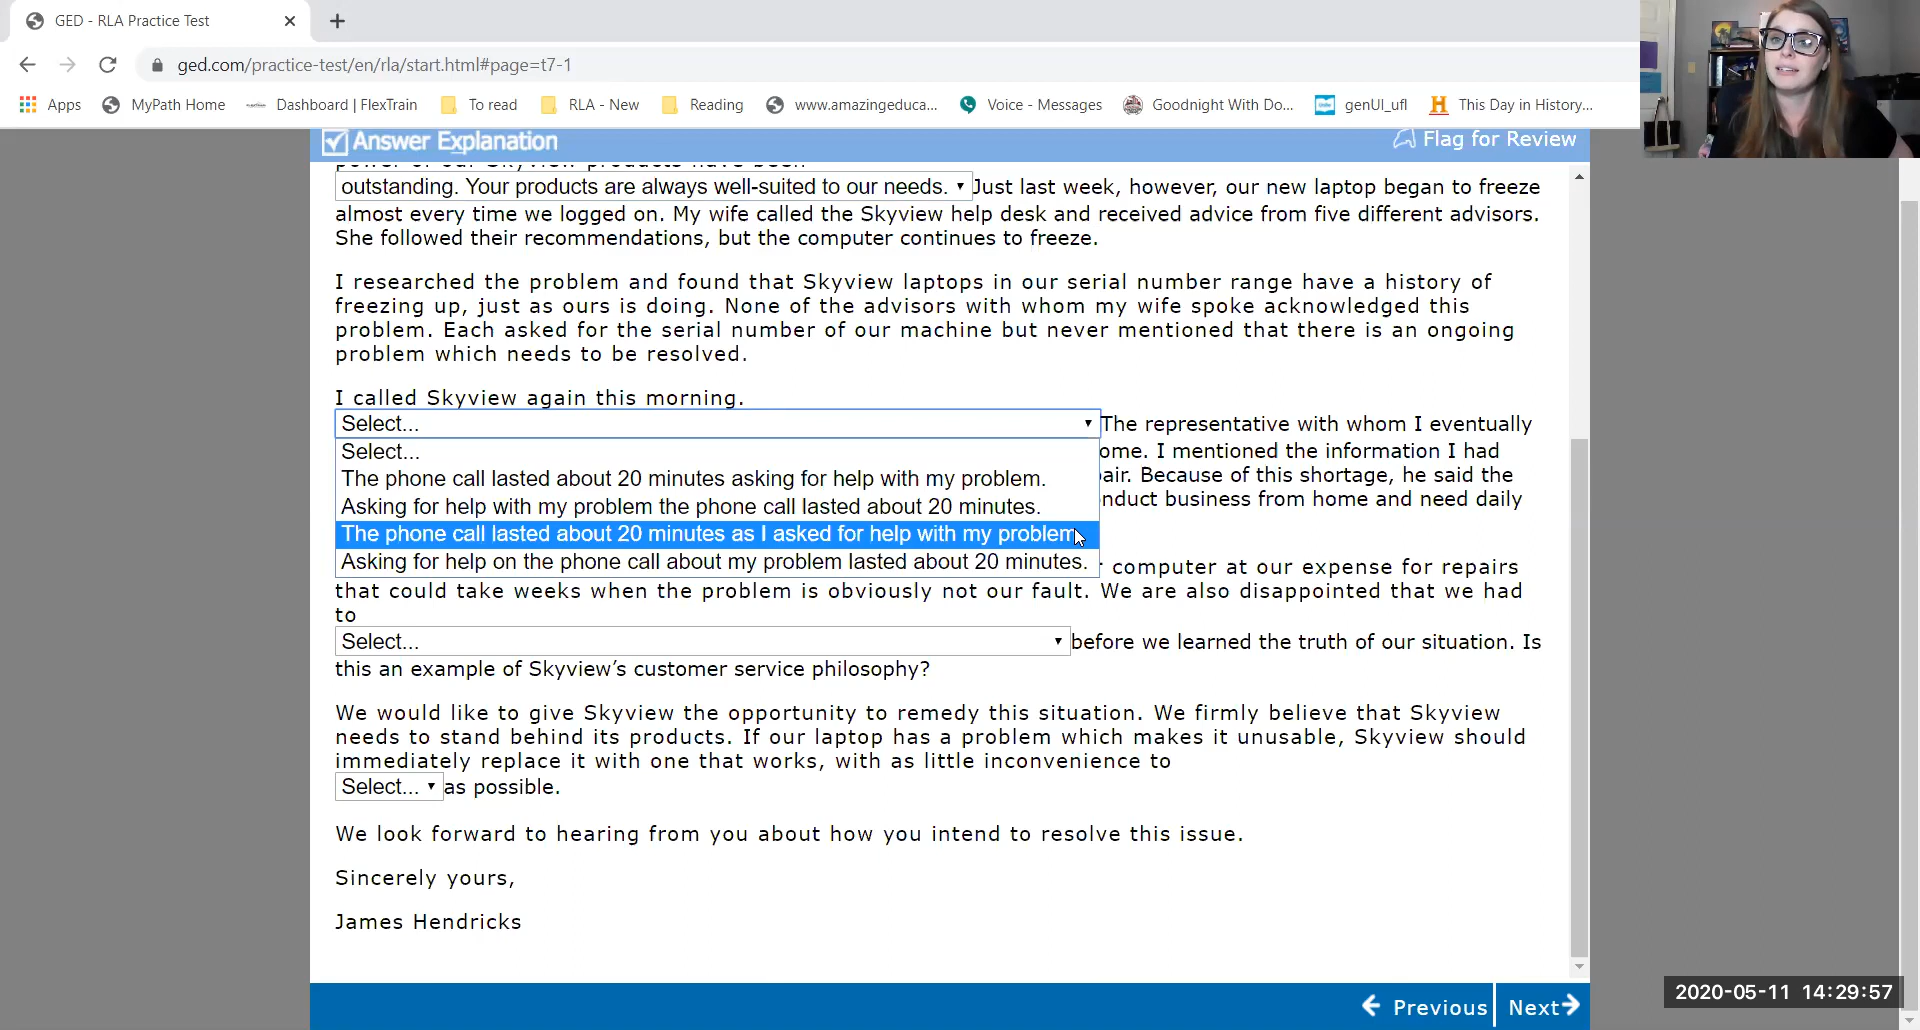 GED - RLA Practice Test
ged.com/practice-test/en/rla/start.html#page=t7-1
Apps MyPath Home Dashboard | FlexTrain To read RLA - New Reading www.amazingeduca... Voice - Messages Goodnight With Do... genUI_ufl This Day in History...
Answer Explanation Flag for Review
power of our Skyview products have been
outstanding. Your products are always well-suited to our needs. Just last week, however, our new laptop began to freeze
almost every time we logged on. My wife called the Skyview help desk and received advice from five different advisors.
She followed their recommendations, but the computer continues to freeze.
I researched the problem and found that Skyview laptops in our serial number range have a history of
freezing up, just as ours is doing. None of the advisors with whom my wife spoke acknowledged this
problem. Each asked for the serial number of our machine but never mentioned that there is an ongoing
problem which needs to be resolved.
I called Skyview again this morning.
Select... The representative with whom I eventually
Select... ome. I mentioned the information I had
The phone call lasted about 20 minutes asking for help with my problem. air. Because of this shortage, he said the
Asking for help with my problem the phone call lasted about 20 minutes. nduct business from home and need daily
The phone call lasted about 20 minutes as I asked for help with my problem
Asking for help on the phone call about my problem lasted about 20 minutes. computer at our expense for repairs
that could take weeks when the problem is obviously not our fault. We are also disappointed that we had
to
Select... before we learned the truth of our situation. Is
this an example of Skyview’s customer service philosophy?
We would like to give Skyview the opportunity to remedy this situation. We firmly believe that Skyview
needs to stand behind its products. If our laptop has a problem which makes it unusable, Skyview should
immediately replace it with one that works, with as little inconvenience to
Select... as possible.
We look forward to hearing from you about how you intend to resolve this issue.
Sincerely yours,
James Hendricks
Previous Next
2020-05-11 14:29:57